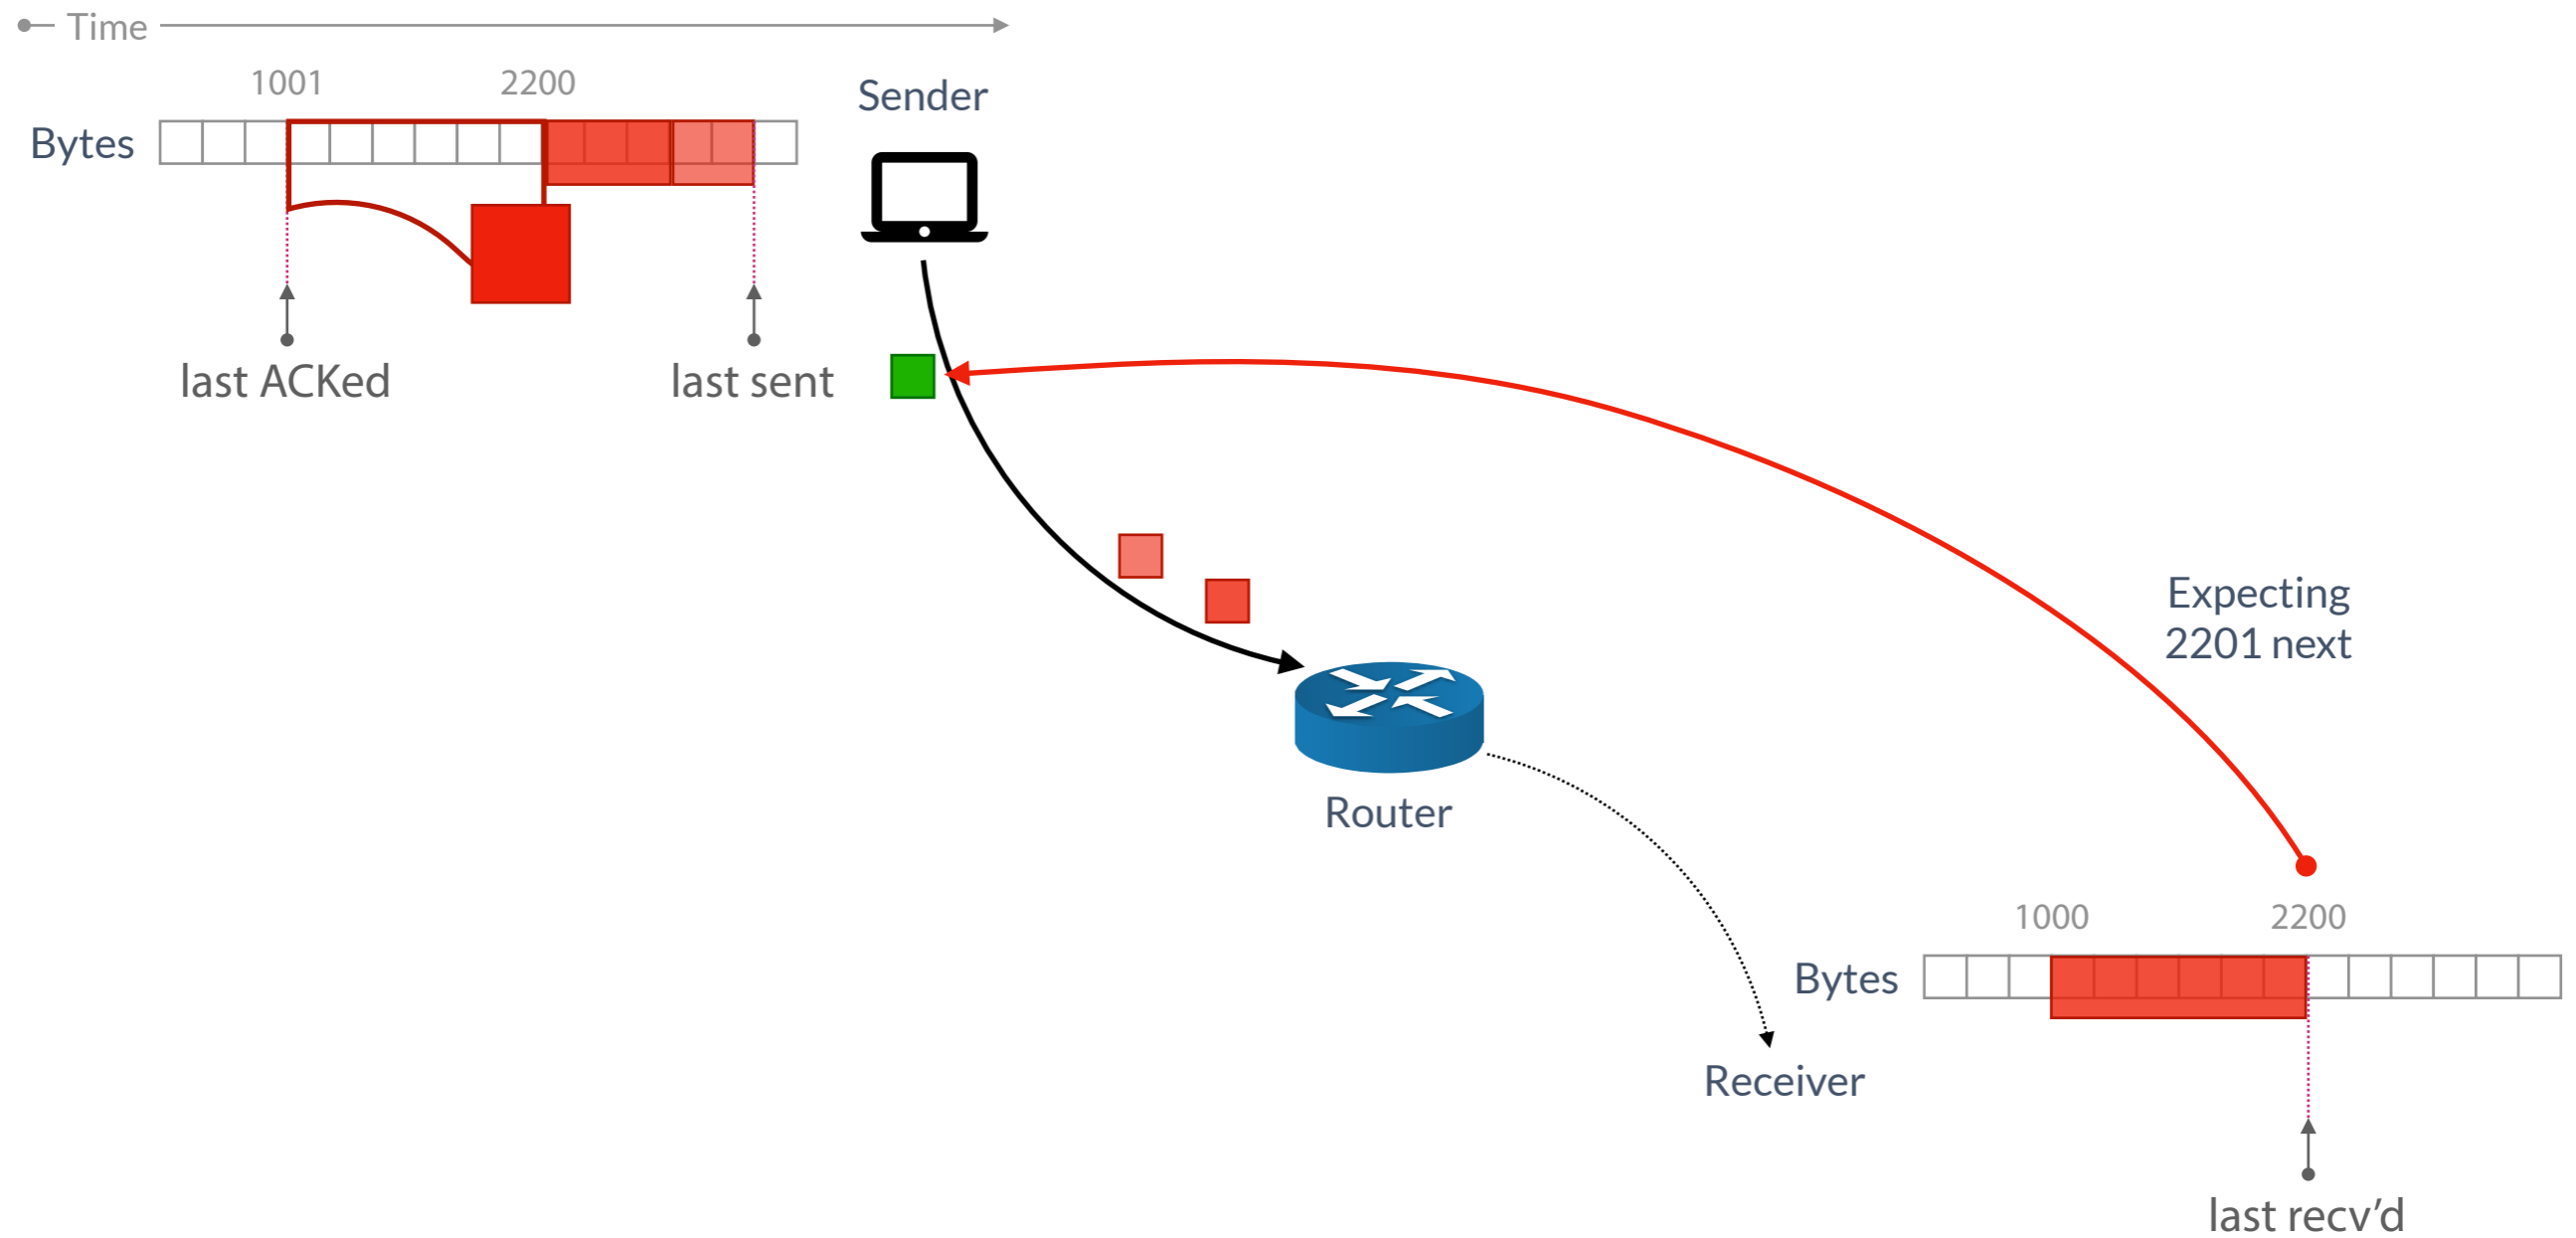 Time
1001
2200
Bytes
last ACKed
last sent
Sender
Expecting
2201 next
Router
1000
2200
Bytes
Receiver
last recv’d